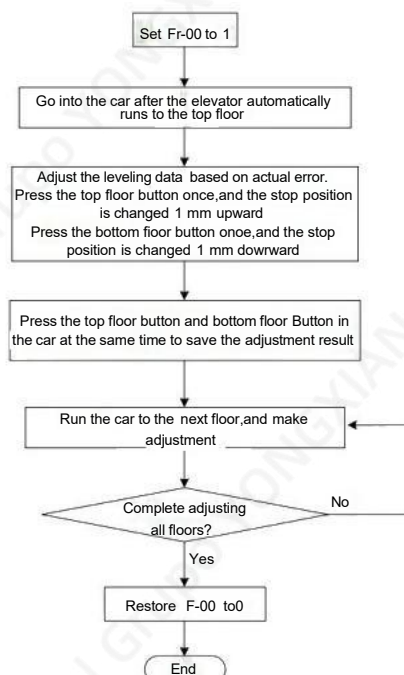 Set Fr-00 to 1
Go into the car after the elevator automatically
runs to the top floor
Adjust the leveling data based on actual error.
Press the top floor button once,and the stop position
is changed 1 mm upward
Press the bottom fioor button onoe,and the stop
position is changed 1 mm dowrward
Press the top floor button and bottom floor Button in
the car at the same time to save the adjustment result
Run the car to the next floor,and make
adjustment
Complete adjusting
all floors?
No
Yes
Restore F-00 to0
End